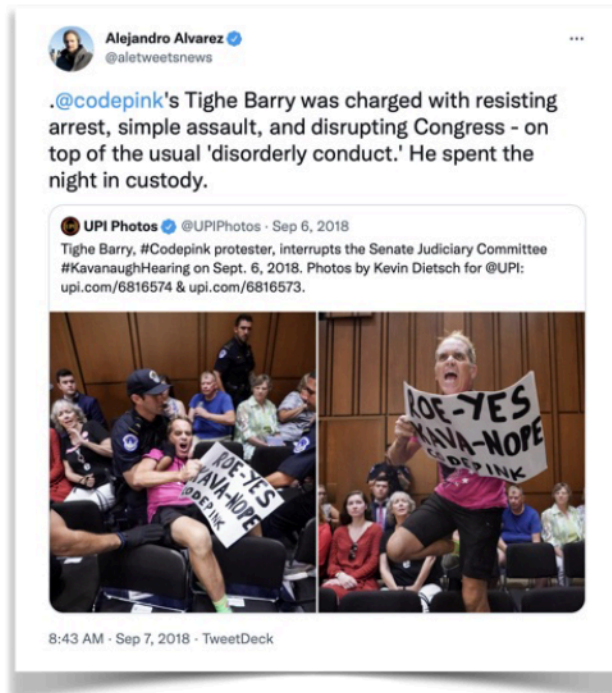 Alejandro Alvarez
@aletweetsnews
.@codepink's Tighe Barry was charged with resisting
arrest, simple assault, and disrupting Congress - on
top of the usual 'disorderly conduct.' He spent the
night in custody.
UPI Photos @UPIPhotos · Sep 6, 2018
Tighe Barry, #Codepink protester, interrupts the Senate Judiciary Committee
#KavanaughHearing on Sept. 6, 2018. Photos by Kevin Dietsch for @UPI:
upi.com/6816574 & upi.com/6816573.
ROE-YES
KAVA-NOPE
CODEPINK
ROE-YES
KAVA-NOPE
CODEPINK
8:43 AM · Sep 7, 2018 · TweetDeck